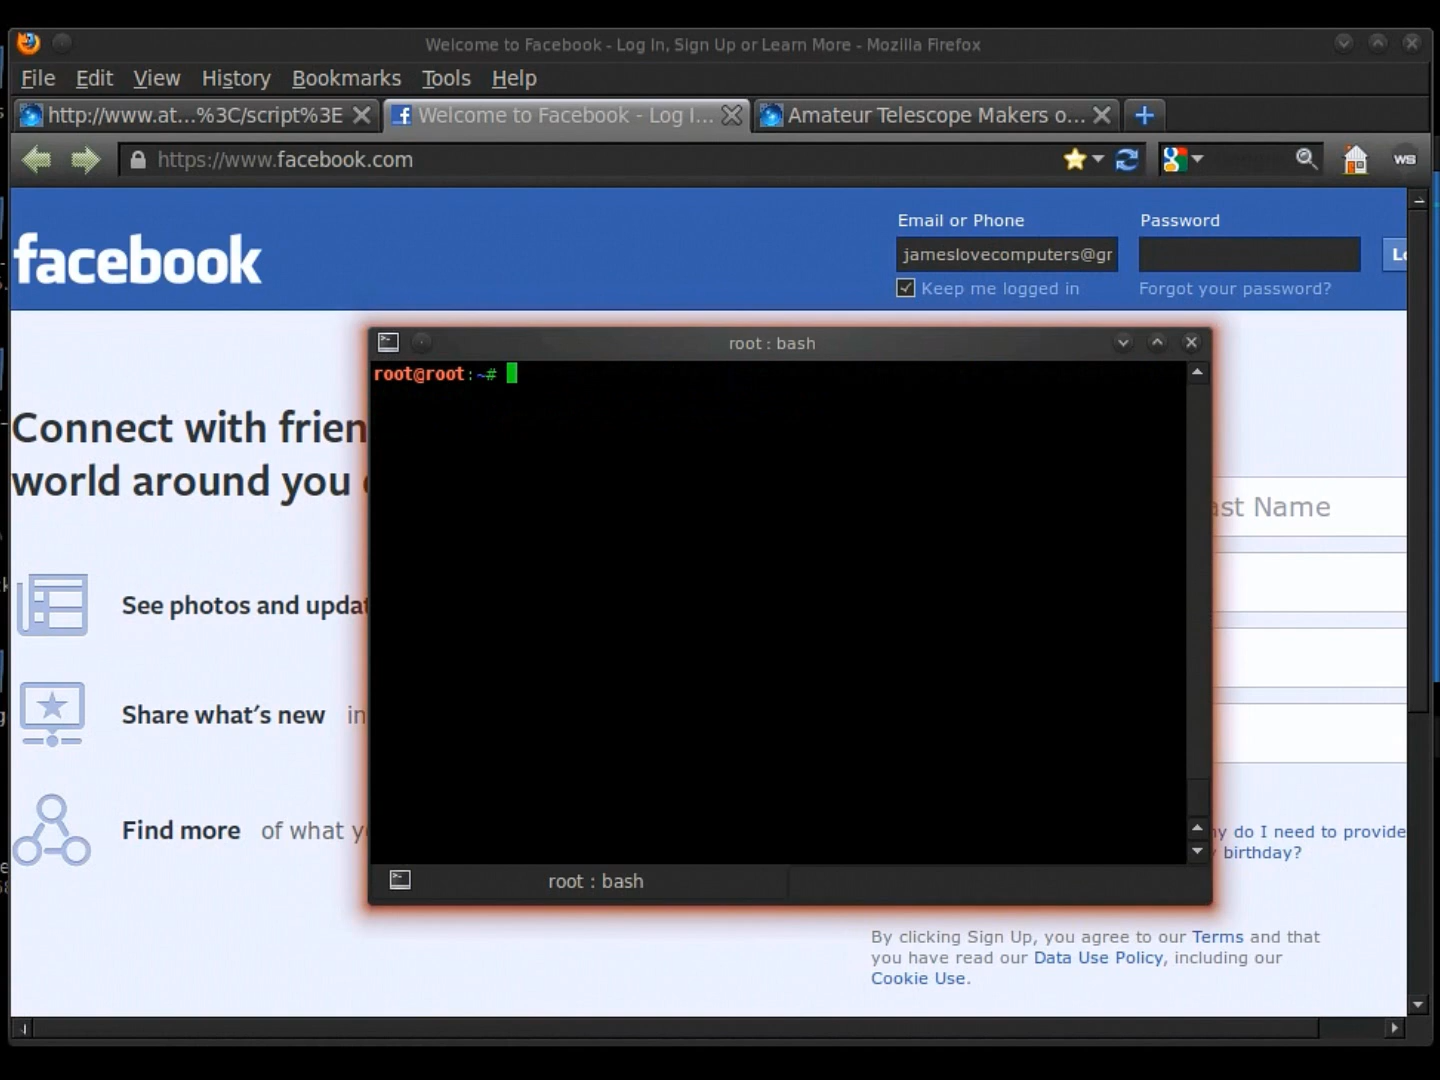 Welcome to Facebook - Log In, Sign Up or Learn More - Mozilla Firefox
File Edit View History Bookmarks Tools Help
http://www.at...%3C/script%3E
Welcome to Facebook - Log I...
Amateur Telescope Makers o...
https://www.facebook.com
ws
Email or Phone
Password
facebook
jameslovecomputers@gr
Keep me logged in
Forgot your password?
root : bash
root@root:~#
Connect with frien
world around you
ast Name
See photos and updat
Share what's new in
Find more of what y
y do I need to provide
birthday?
root : bash
By clicking Sign Up, you agree to our Terms and that
you have read our Data Use Policy, including our
Cookie Use.